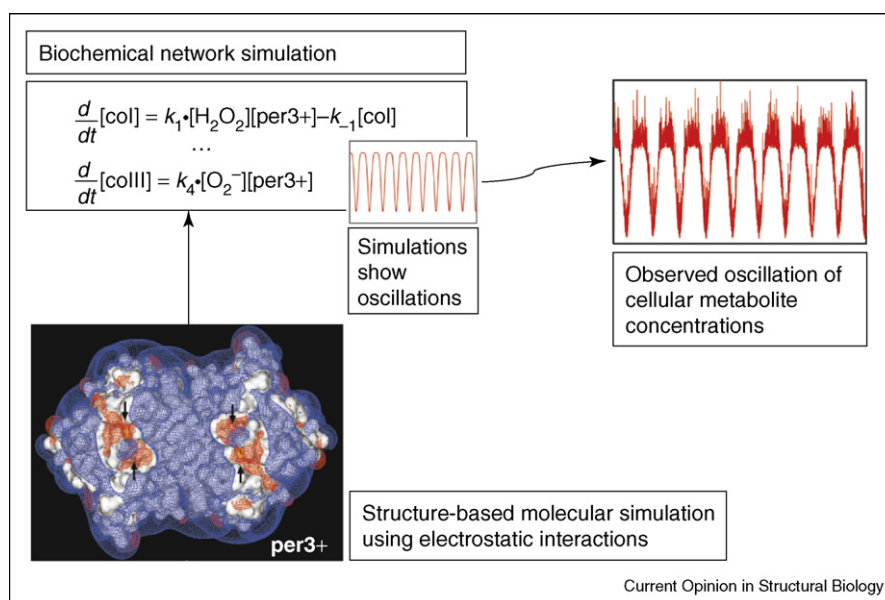 Biochemical network simulation
d/dt[coI] = k₁•[H₂O₂][per3+]–k₋₁[coI]
...
d/dt[coIII] = k₄•[O₂⁻][per3+]
Simulations
show
oscillations
Observed oscillation of
cellular metabolite
concentrations
per3+
Structure-based molecular simulation
using electrostatic interactions
Current Opinion in Structural Biology